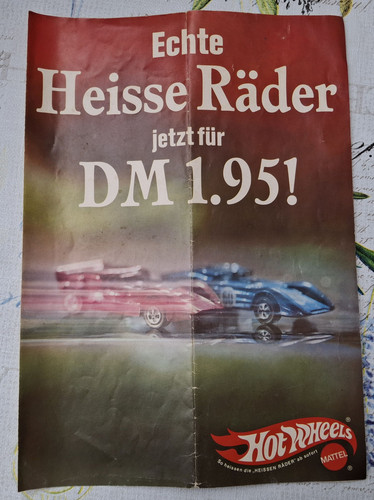 Echte
Heisse Räder
jetzt für
DM 1.95!
HOT WHEELS®
So heissen die „HEISSEN RÄDER" ab sofort
MATTEL®